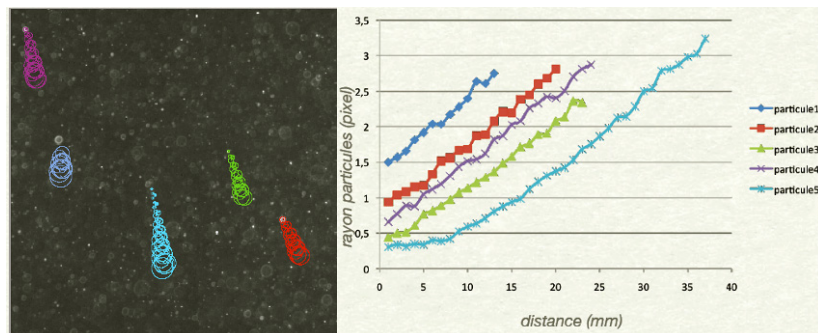 3,5
3
2,5
2
1,5
1
0,5
0
0 5 10 15 20 25 30 35 40
rayon particules (pixel)
distance (mm)
particule1
particule2
particule3
particule4
particule5